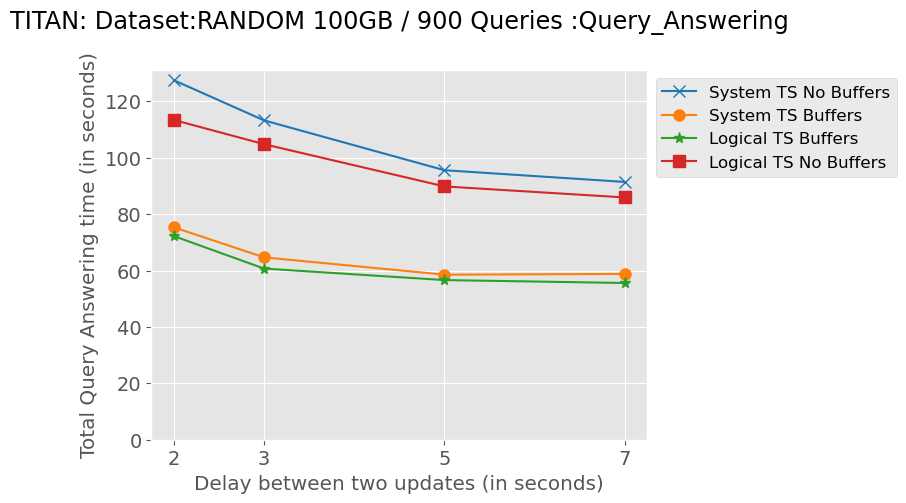 TITAN: Dataset:RANDOM 100GB / 900 Queries :Query_Answering
Total Query Answering time (in seconds)
120
100
80
60
40
20
0
2 3 5 7
Delay between two updates (in seconds)
System TS No Buffers
System TS Buffers
Logical TS Buffers
Logical TS No Buffers